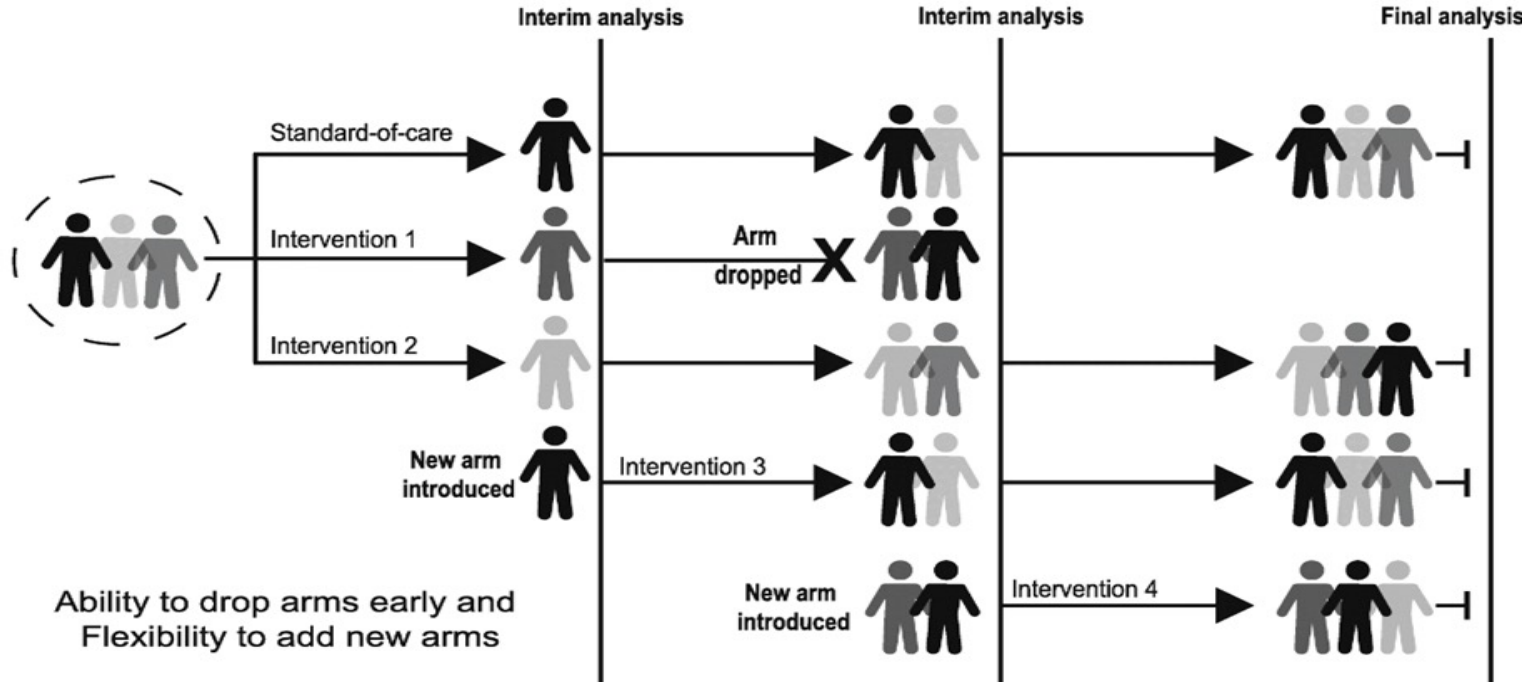 Interim analysis
Interim analysis
Final analysis
Standard-of-care
Intervention 1
Arm
dropped
Intervention 2
New arm
introduced
Intervention 3
New arm
introduced
Intervention 4
Ability to drop arms early and
Flexibility to add new arms